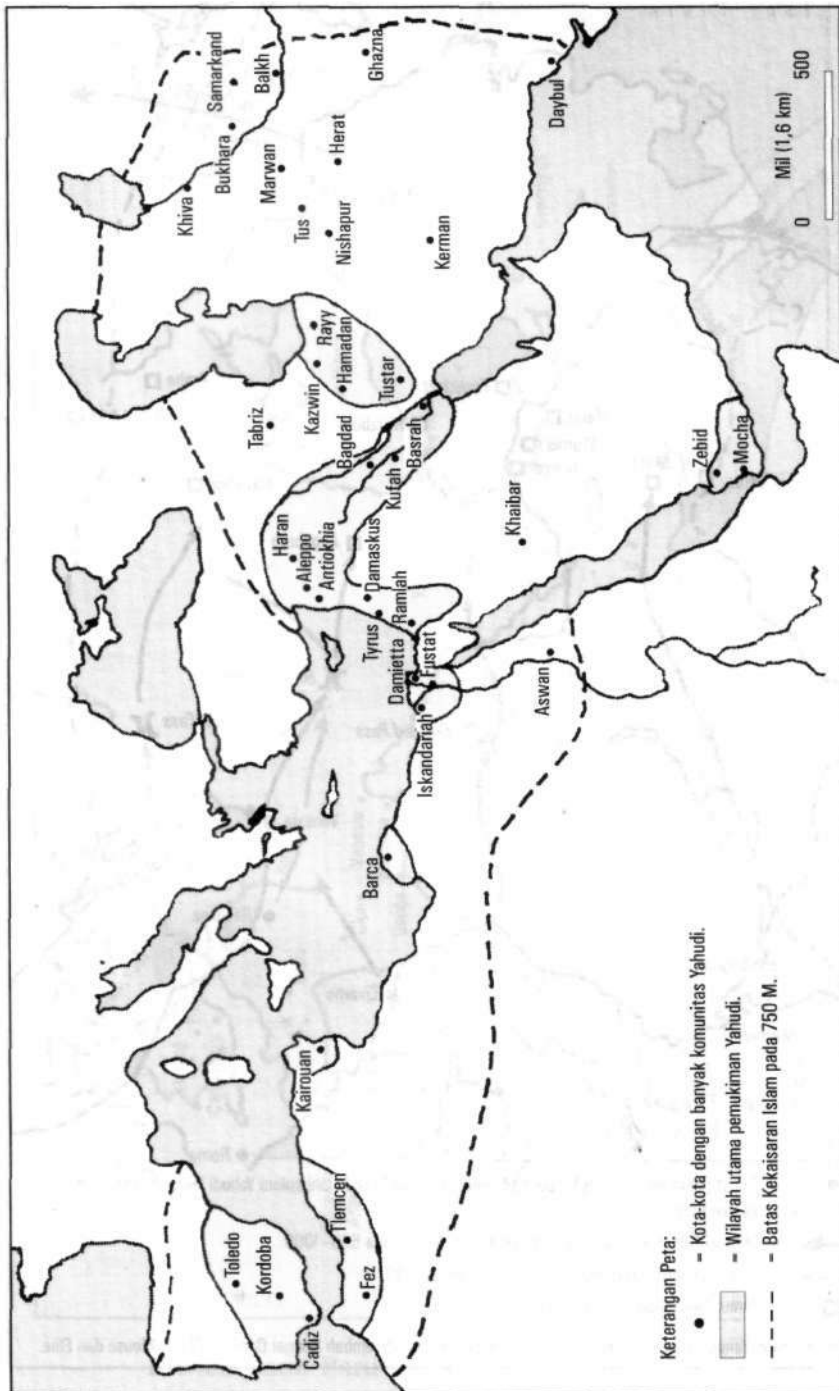 Toledo
Kordoba
Cadiz
Tlemcen
Fez
Kairouan
Barca
Iskandariah
Damietta
Fustat
Aswan
Haran
Aleppo
Antiokhia
Damaskus
Tyrus
Ramlah
Tabriz
Kazwin
Rayy
Hamadan
Tustar
Bagdad
Kufah
Basrah
Khaibar
Zebid
Mocha
Khiva
Bukhara
Samarkand
Balkh
Marwan
Tus
Nishapur
Herat
Ghazna
Kerman
Daybul
Keterangan Peta:
= Kota-kota dengan banyak komunitas Yahudi.
= Wilayah utama pemukiman Yahudi.
= Batas Kekaisaran Islam pada 750 M.
0 500
Mil (1,6 km)